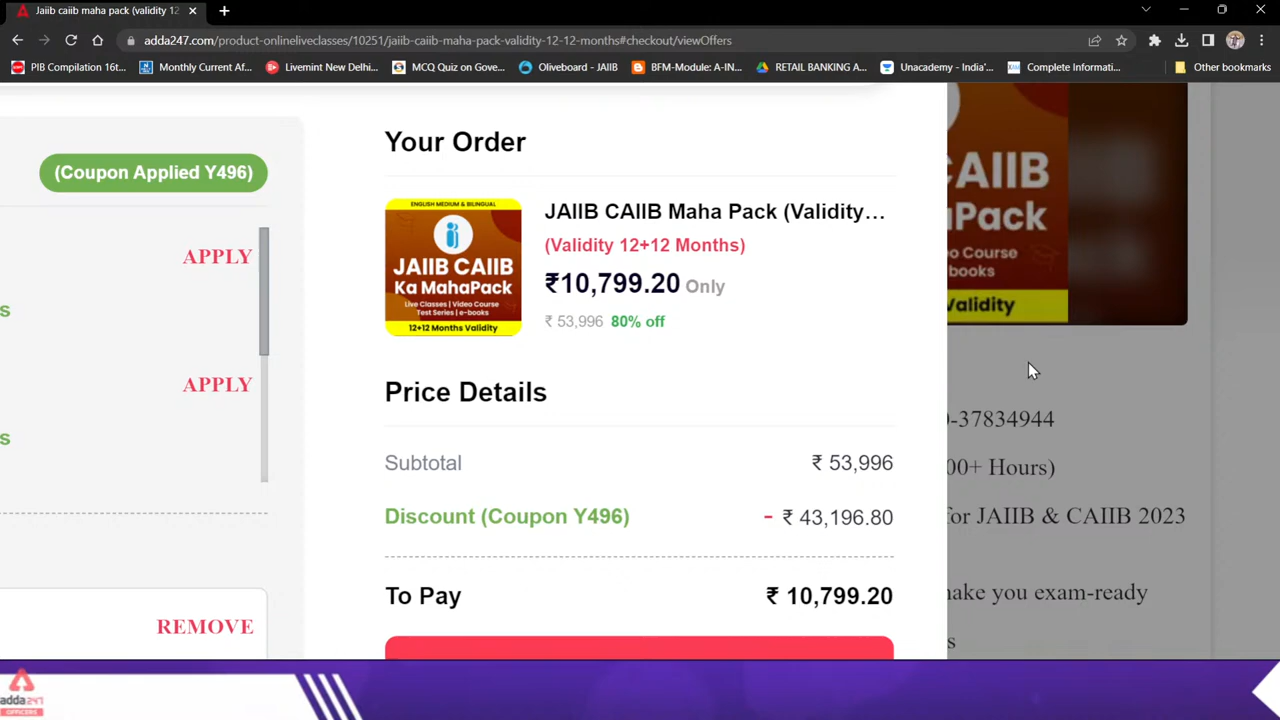 Jaiib caiib maha pack (validity 12
adda247.com/product-onlineliveclasses/10251/jaiib-caiib-maha-pack-validity-12-12-months#checkout/viewOffers
PIB Compilation 16t...
Monthly Current Af...
Livemint New Delhi...
MCQ Quiz on Gove...
Oliveboard - JAIIB
BFM-Module: A-IN...
RETAIL BANKING A...
Unacademy - India'...
Complete Informati...
Other bookmarks
(Coupon Applied Y496)
APPLY
s
APPLY
s
REMOVE
Your Order
ENGLISH MEDIUM & BILINGUAL
JAIIB CAIIB
Ka MahaPack
Live Classes | Video Course
Test Series | e-books
12+12 Months Validity
JAIIB CAIIB Maha Pack (Validity...
(Validity 12+12 Months)
₹10,799.20 Only
₹ 53,996 80% off
Price Details
Subtotal ₹ 53,996
Discount (Coupon Y496) - ₹ 43,196.80
To Pay ₹ 10,799.20
CAIIB
aPack
eo Course
books
Validity
-37834944
00+ Hours)
for JAIIB & CAIIB 2023
make you exam-ready
s
adda247
OFFICERS